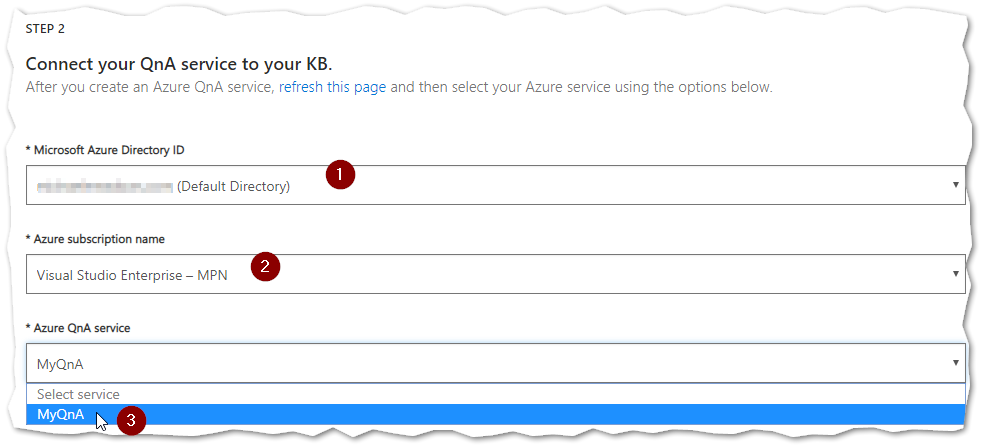 STEP 2
Connect your QnA service to your KB.
After you create an Azure QnA service, refresh this page and then select your Azure service using the options below.
* Microsoft Azure Directory ID
(Default Directory)
1
* Azure subscription name
Visual Studio Enterprise – MPN
2
* Azure QnA service
MyQnA
Select service
MyQnA
3